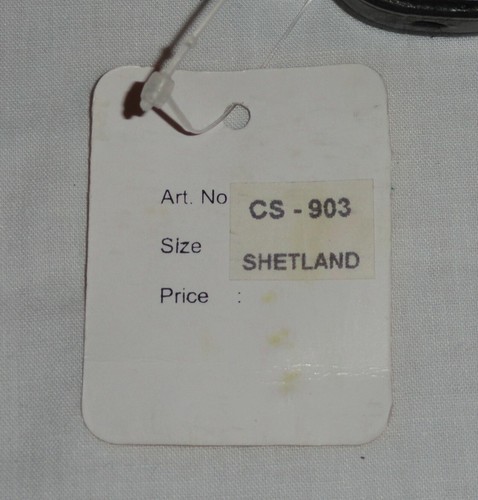 Art. No CS - 903
Size SHETLAND
Price :